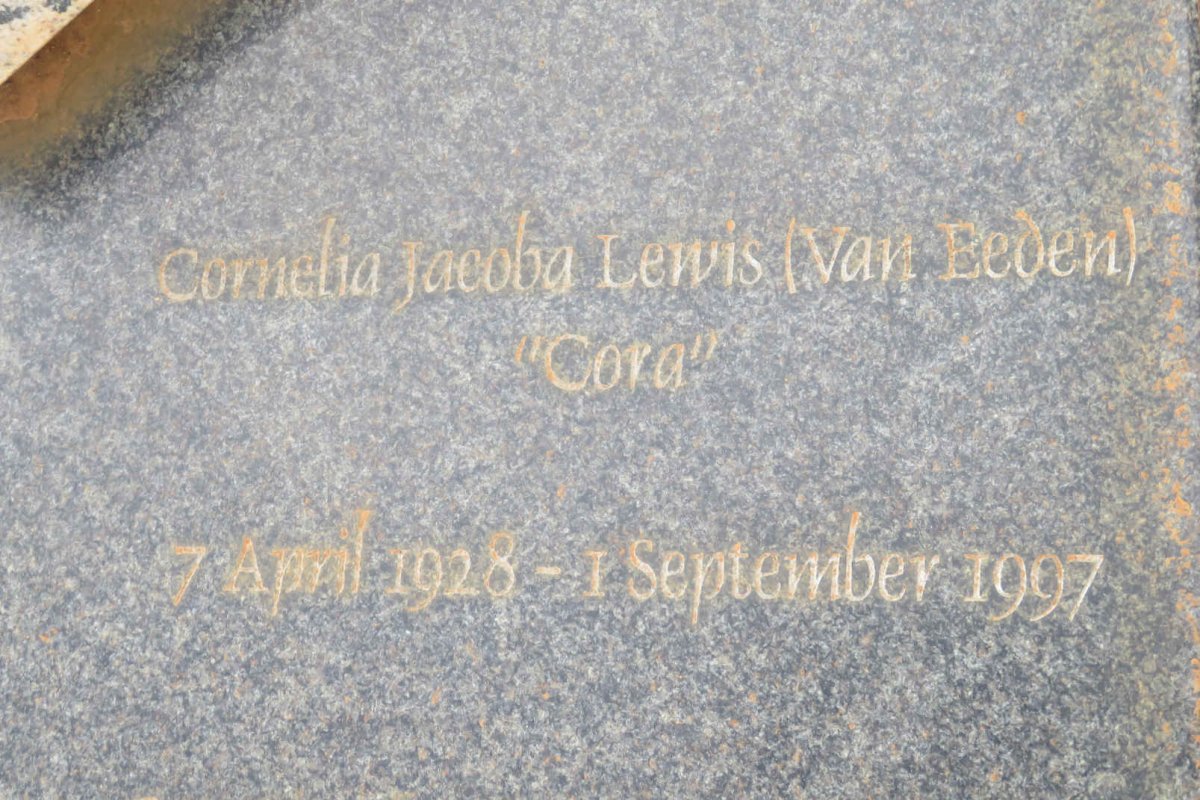 Cornelia Jacoba Lewis (Van Eeden)
"Cora"
7 April 1928 - 1 September 1997